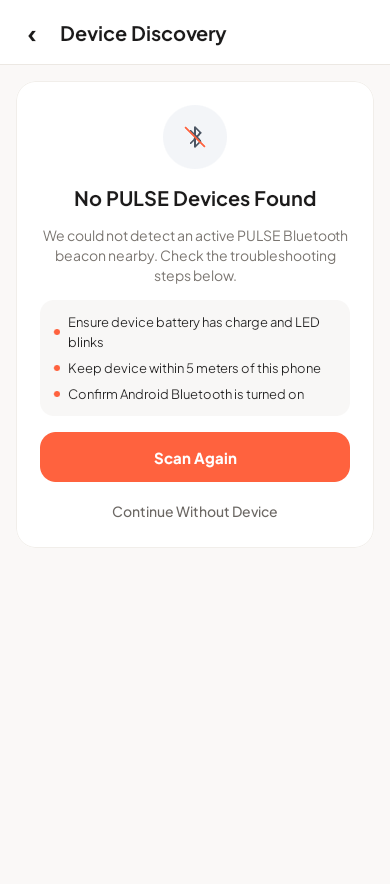 Device Discovery
No PULSE Devices Found
We could not detect an active PULSE Bluetooth
beacon nearby. Check the troubleshooting
steps below.
Ensure device battery has charge and LED
blinks
Keep device within 5 meters of this phone
Confirm Android Bluetooth is turned on
Scan Again
Continue Without Device